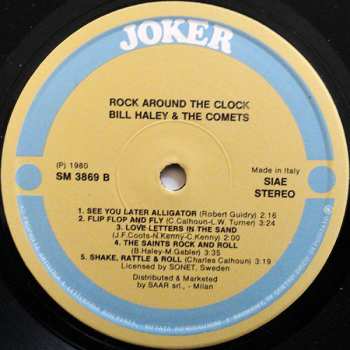 JOKER
ROCK AROUND THE CLOCK
BILL HALEY & THE COMETS
(P) 1980
SM 3869 B
Made in Italy
SIAE
STEREO
1. SEE YOU LATER ALLIGATOR (Robert Guidry) 2.16
2. FLIP FLOP AND FLY (C.Calhoun-L.W. Turner) 3:24
3. LOVE LETTERS IN THE SAND
(J.F.Coots-N.Kenny-C.Kenny) 2:00
4. THE SAINTS ROCK AND ROLL
(B.Haley-M.Gabler) 3:35
5. SHAKE, RATTLE & ROLL (Charles Calhoun) 3:19
Licensed by SONET, Sweden
Distributed & Marketed
by SAAR srl., - Milan